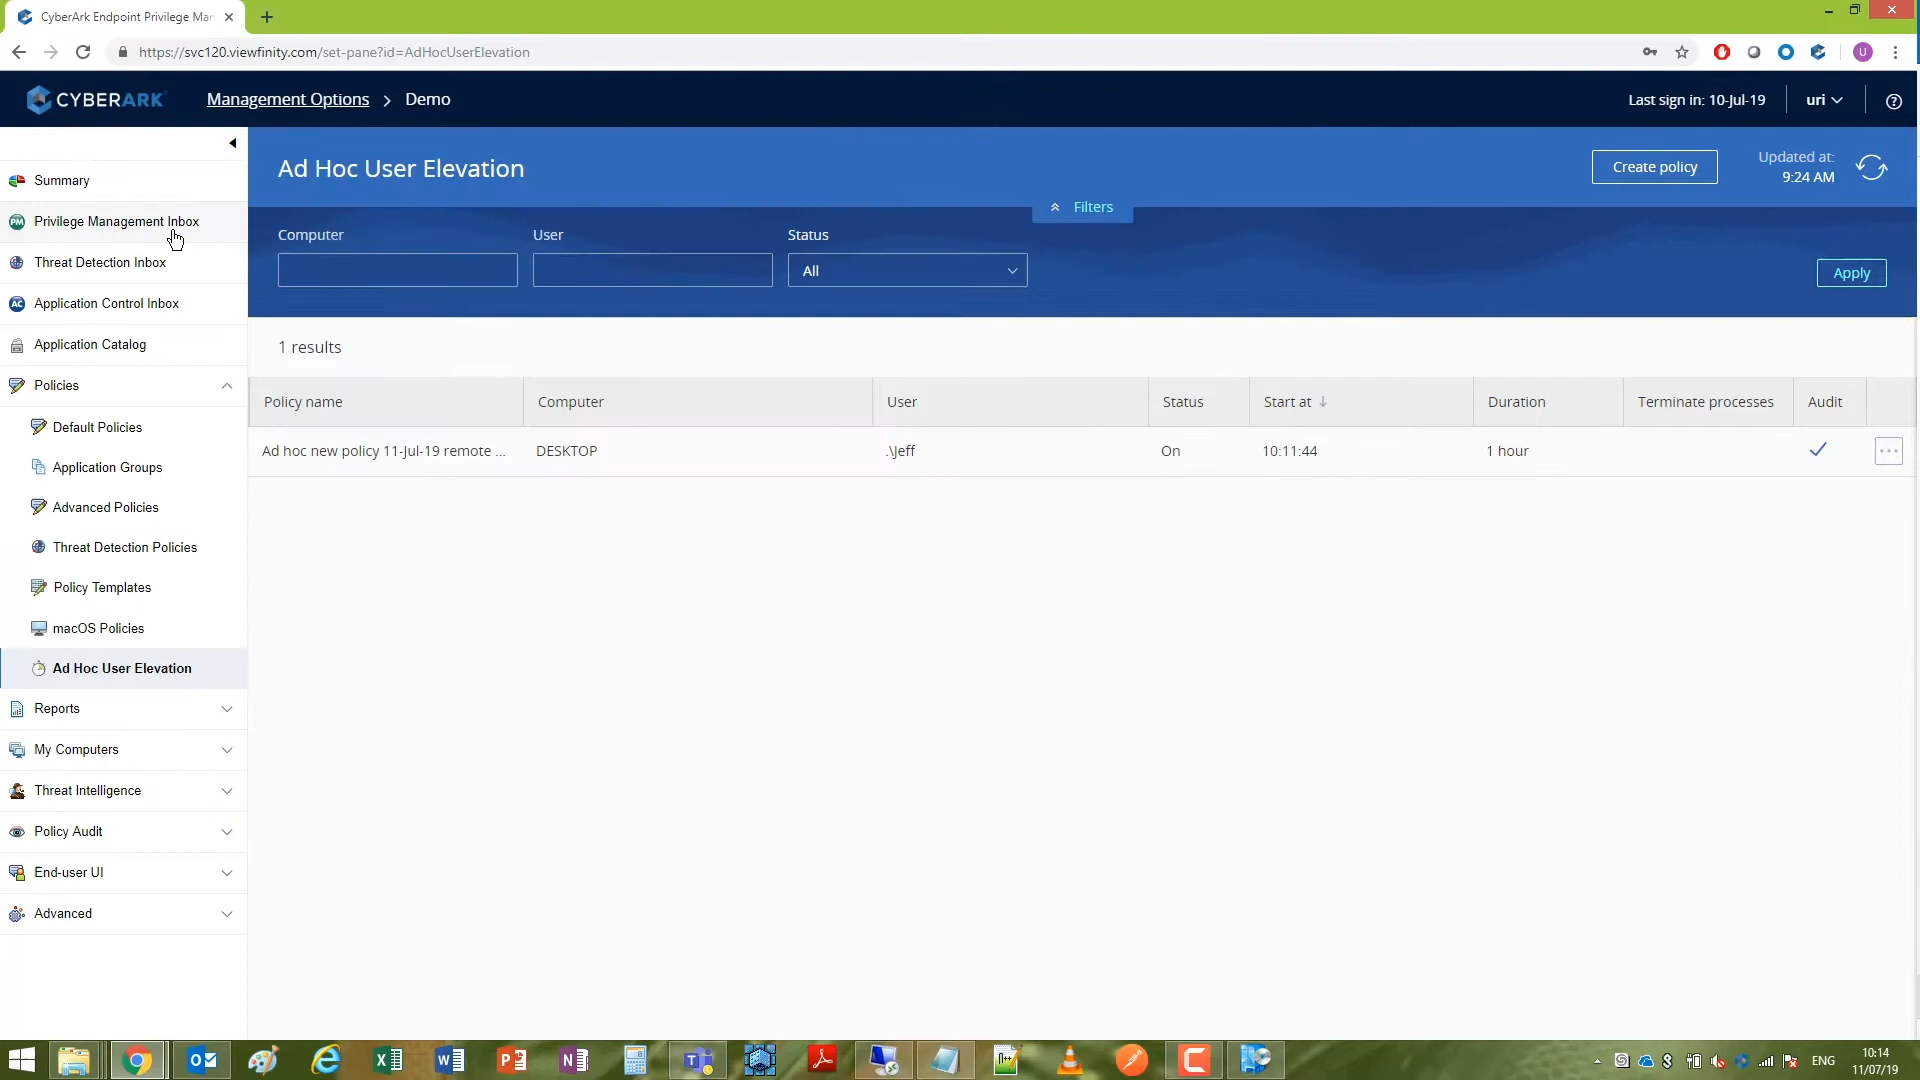 CyberArk Endpoint Privilege Mar
https://svc120.viewfinity.com/set-pane?id=AdHocUserElevation
U
CYBERARK
Management Options > Demo
Last sign in: 10-Jul-19
uri
Summary
PM Privilege Management Inbox
Threat Detection Inbox
AC Application Control Inbox
Application Catalog
Policies
Default Policies
Application Groups
Advanced Policies
Threat Detection Policies
Policy Templates
macOS Policies
Ad Hoc User Elevation
Reports
My Computers
Threat Intelligence
Policy Audit
End-user UI
Advanced
Ad Hoc User Elevation
Create policy
Updated at:
9:24 AM
Filters
Computer User Status
All
Apply
1 results
Policy name Computer User Status Start at Duration Terminate processes Audit
Ad hoc new policy 11-Jul-19 remote ... DESKTOP .\Jeff On 10:11:44 1 hour
ENG
10:14
11/07/19